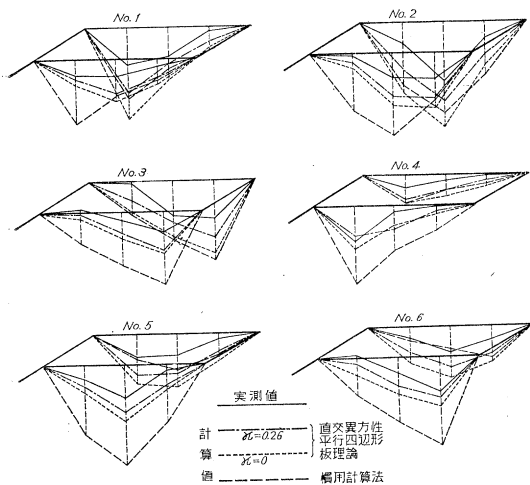 No.1
No.2
No.3
No.4
No.5
No.6
実測値
計算値
ϰ=0.26
ϰ=0
直交異方性
平行四辺形
板理論
慣用計算法